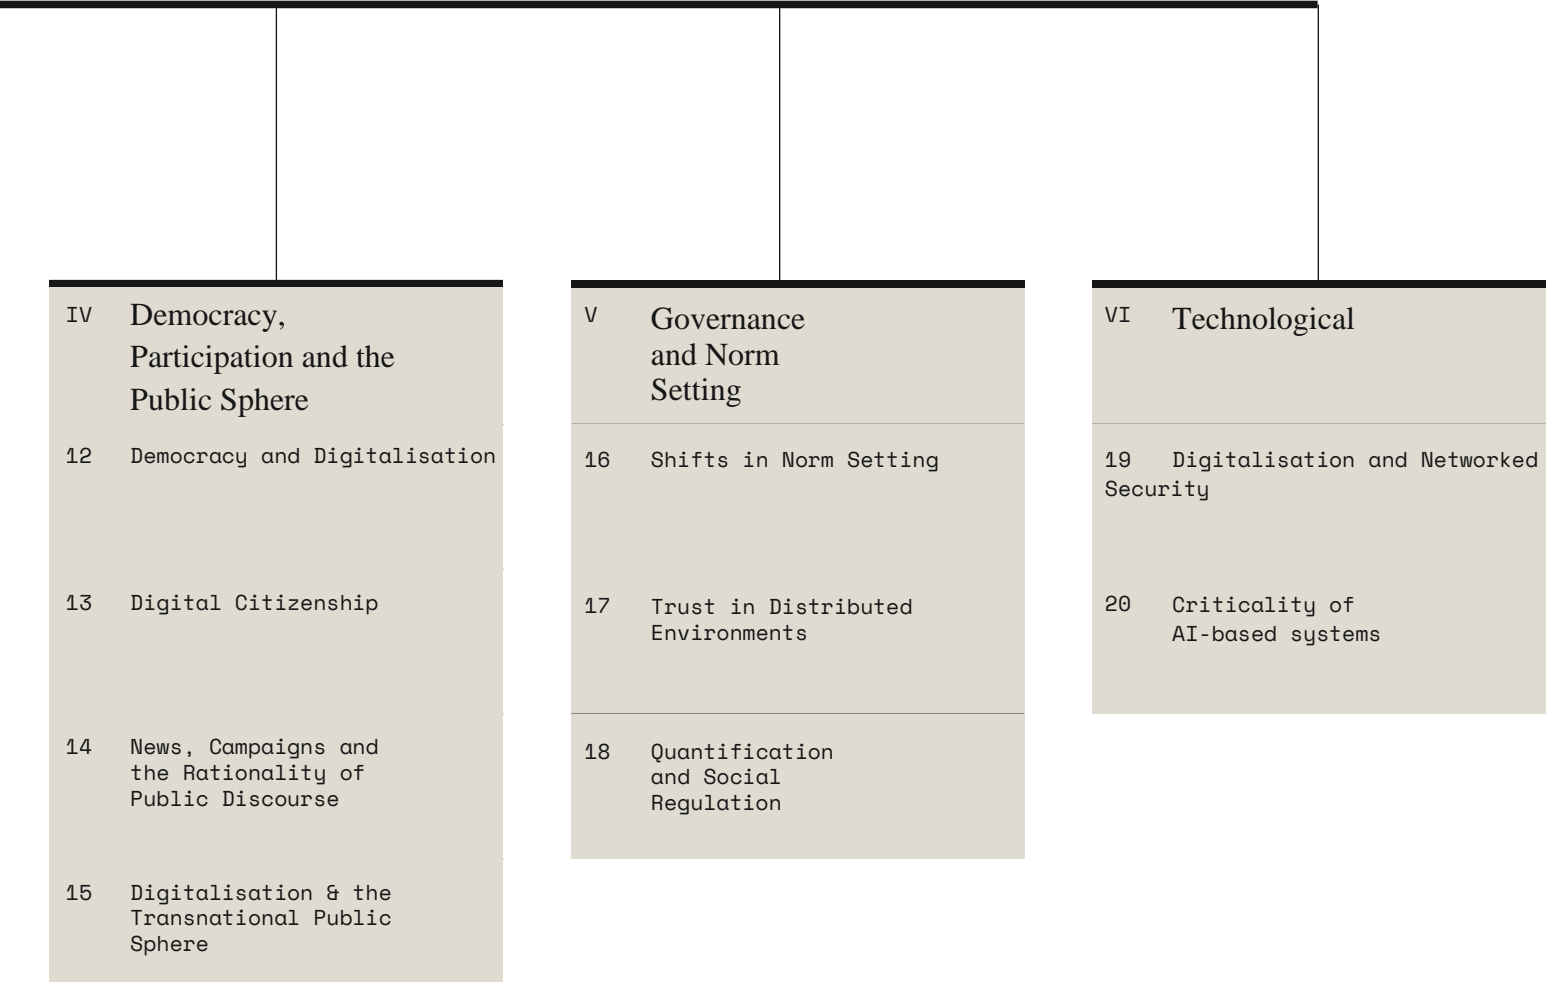 IV Democracy,
Participation and the
Public Sphere
12 Democracy and Digitalisation
13 Digital Citizenship
14 News, Campaigns and
the Rationality of
Public Discourse
15 Digitalisation & the
Transnational Public
Sphere
V Governance
and Norm
Setting
16 Shifts in Norm Setting
17 Trust in Distributed
Environments
18 Quantification
and Social
Regulation
VI Technological
19 Digitalisation and Networked
Security
20 Criticality of
AI-based systems